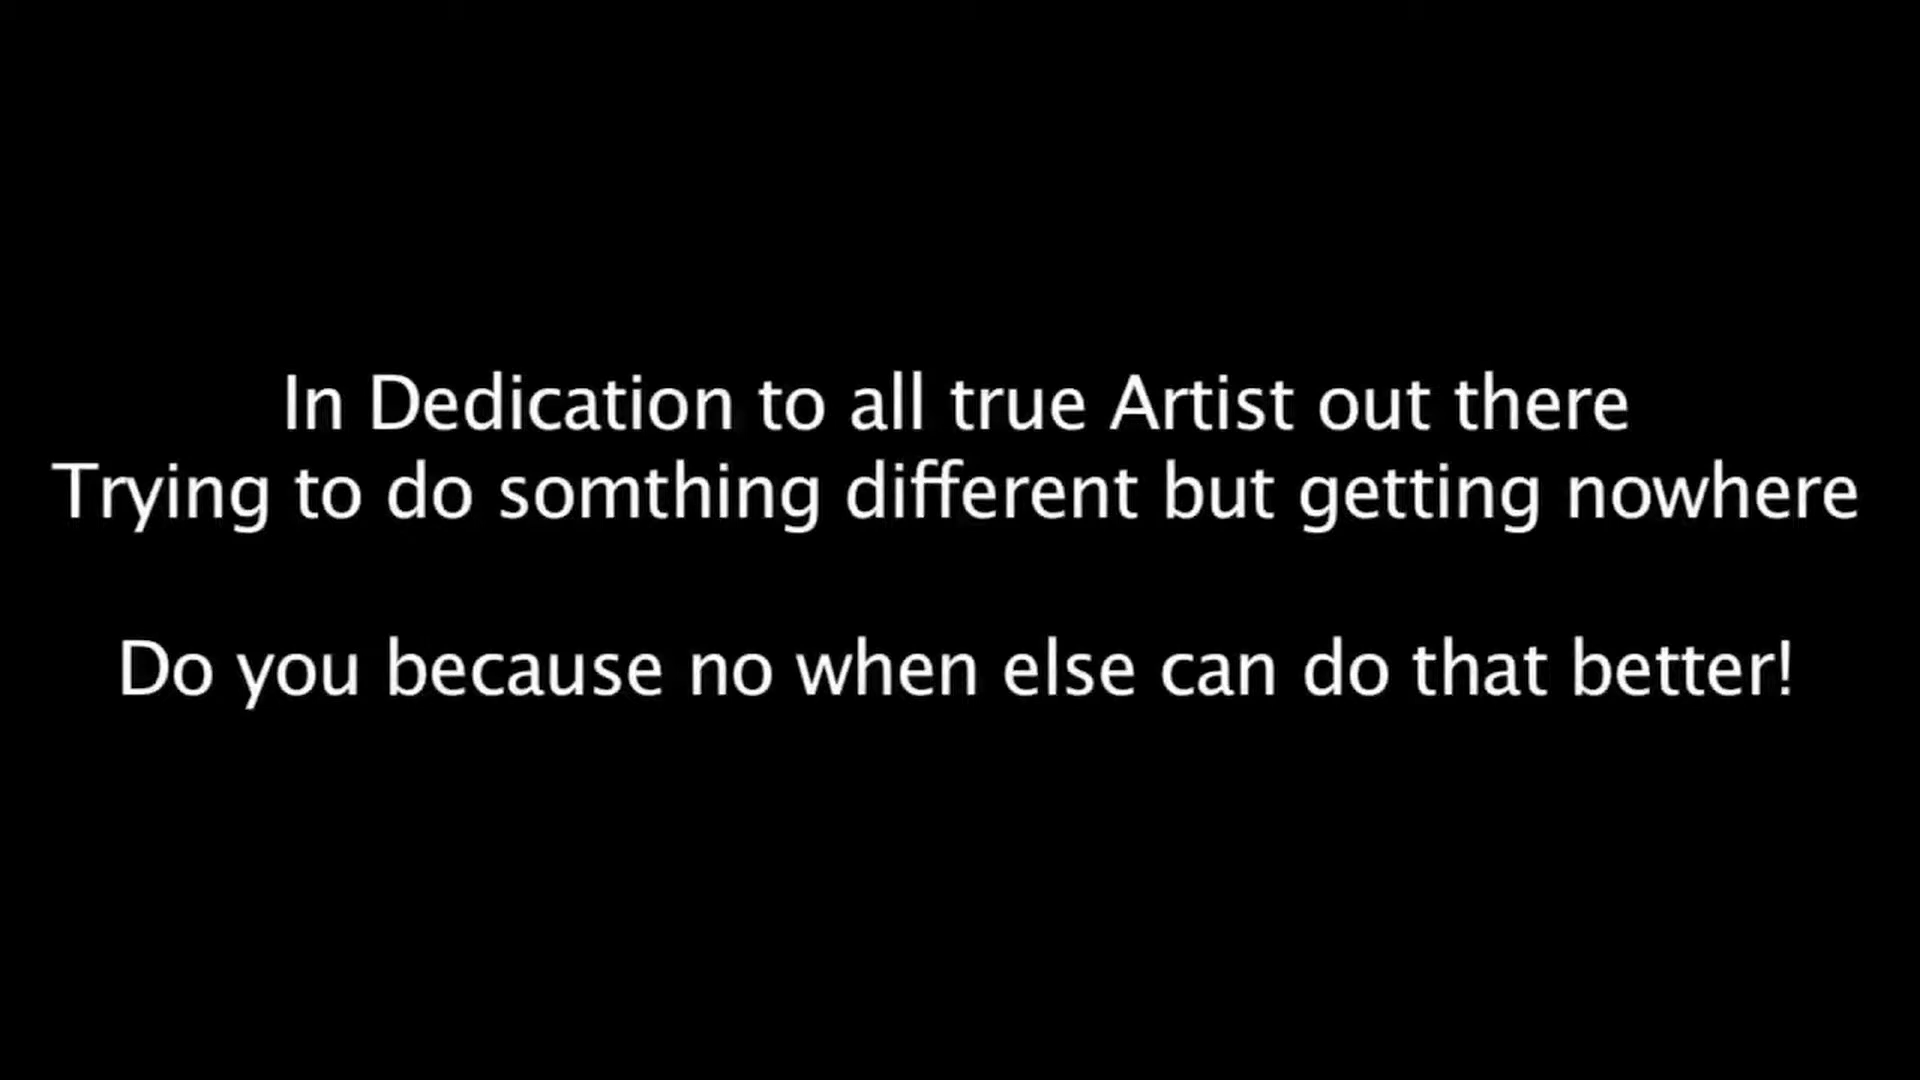 In Dedication to all true Artist out there
Trying to do somthing different but getting nowhere
Do you because no when else can do that better!